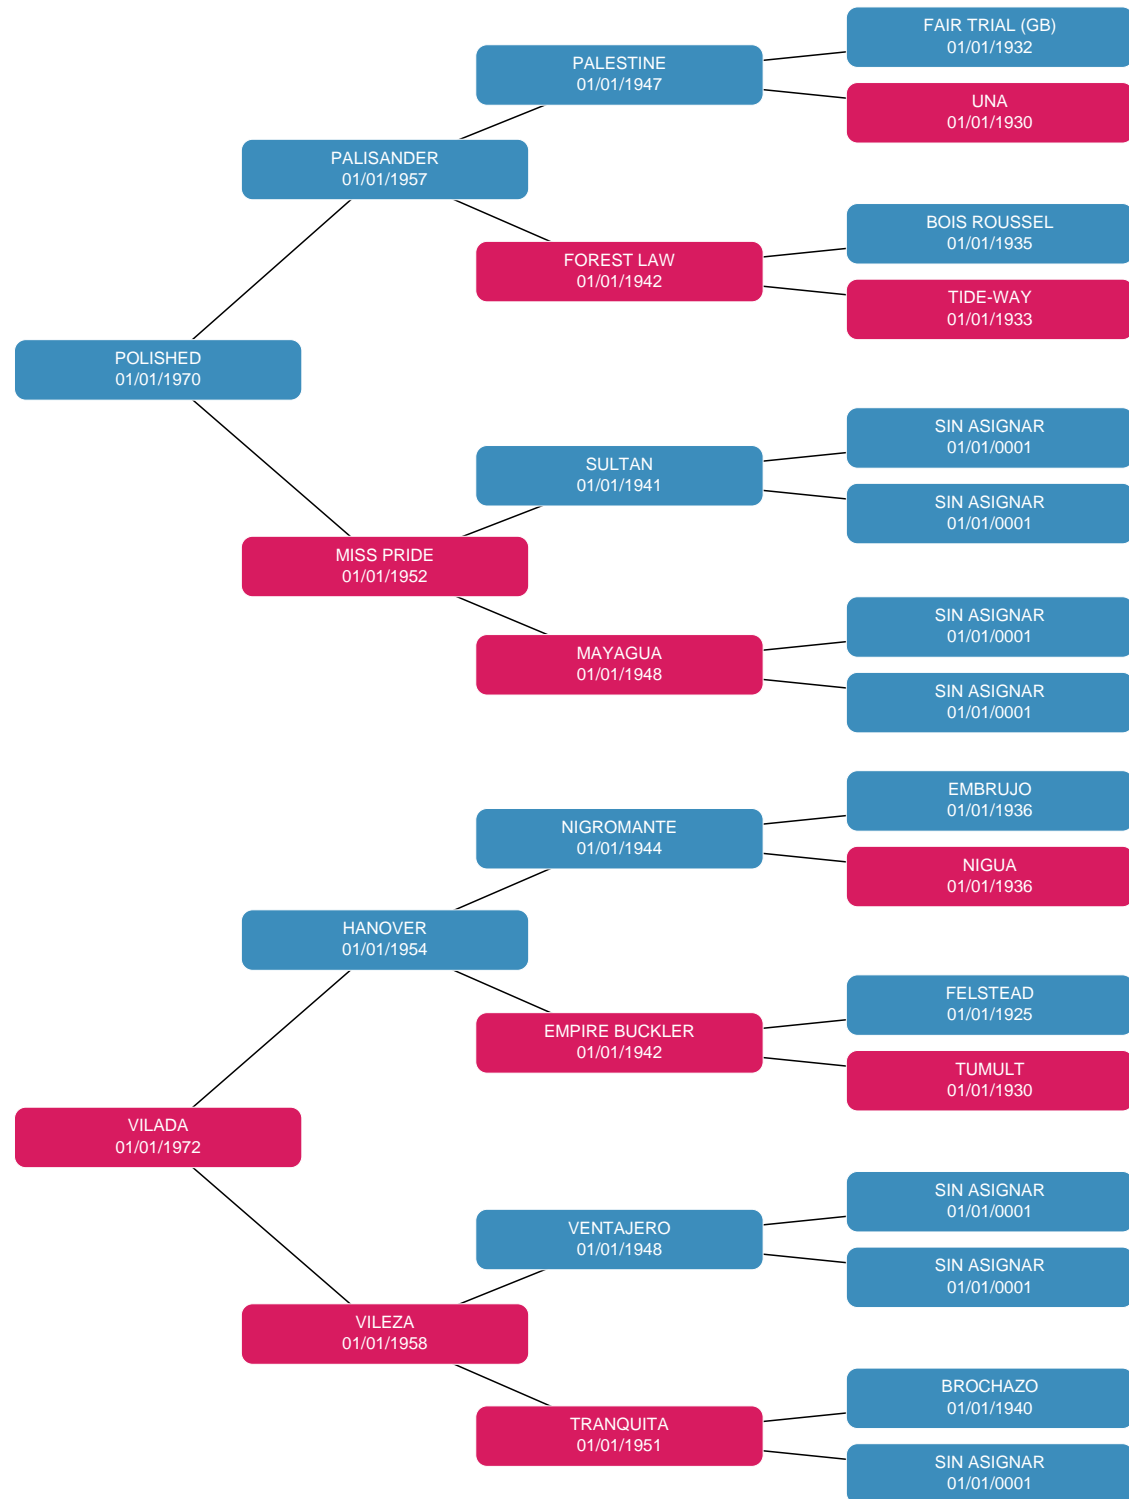 FAIR TRIAL (GB)
01/01/1932
PALESTINE
01/01/1947
UNA
01/01/1930
PALISANDER
01/01/1957
BOIS ROUSSEL
01/01/1935
FOREST LAW
01/01/1942
TIDE-WAY
01/01/1933
POLISHED
01/01/1970
SIN ASIGNAR
01/01/0001
SULTAN
01/01/1941
SIN ASIGNAR
01/01/0001
MISS PRIDE
01/01/1952
SIN ASIGNAR
01/01/0001
MAYAGUA
01/01/1948
SIN ASIGNAR
01/01/0001
EMBRUJO
01/01/1936
NIGROMANTE
01/01/1944
NIGUA
01/01/1936
HANOVER
01/01/1954
FELSTEAD
01/01/1925
EMPIRE BUCKLER
01/01/1942
TUMULT
01/01/1930
VILADA
01/01/1972
SIN ASIGNAR
01/01/0001
VENTAJERO
01/01/1948
SIN ASIGNAR
01/01/0001
VILEZA
01/01/1958
BROCHAZO
01/01/1940
TRANQUITA
01/01/1951
SIN ASIGNAR
01/01/0001